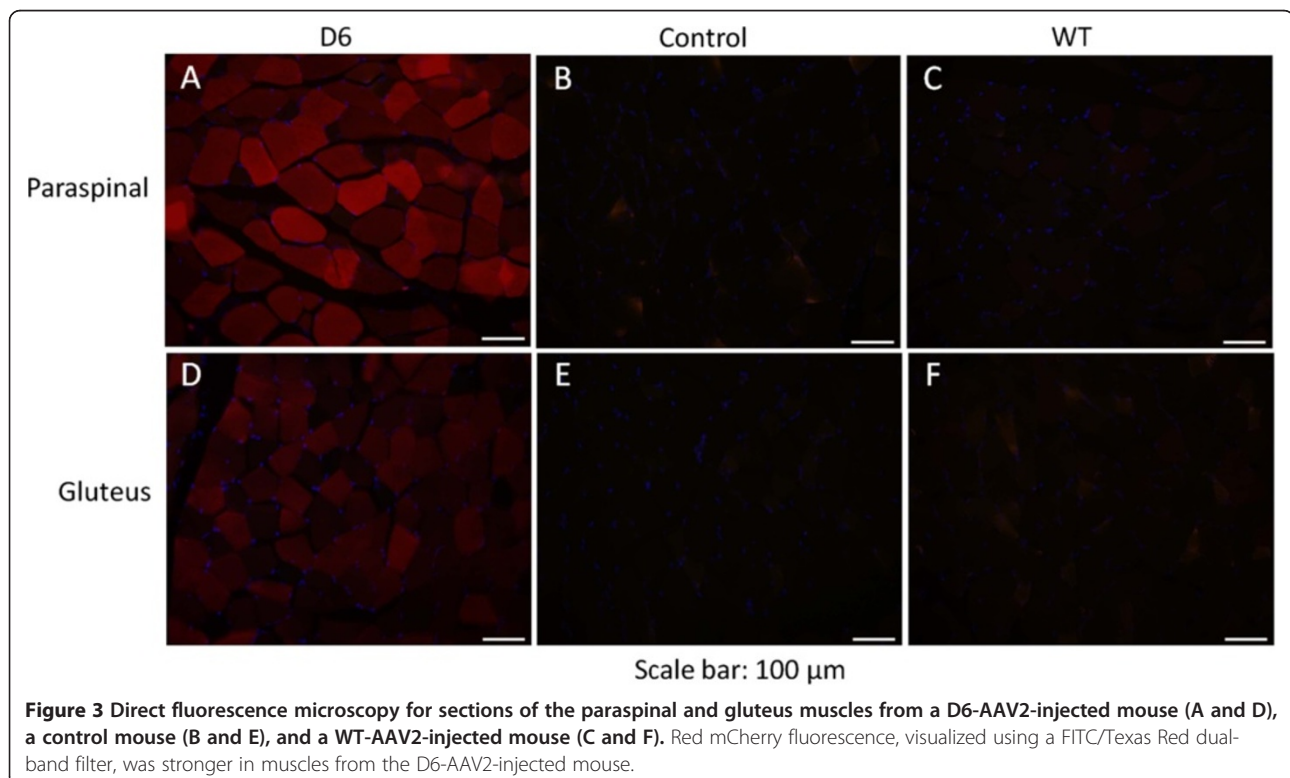 D6 Control WT
A B C
Paraspinal
D E F
Gluteus
Scale bar: 100 µm
Figure 3 Direct fluorescence microscopy for sections of the paraspinal and gluteus muscles from a D6-AAV2-injected mouse (A and D),
a control mouse (B and E), and a WT-AAV2-injected mouse (C and F). Red mCherry fluorescence, visualized using a FITC/Texas Red dual-
band filter, was stronger in muscles from the D6-AAV2-injected mouse.